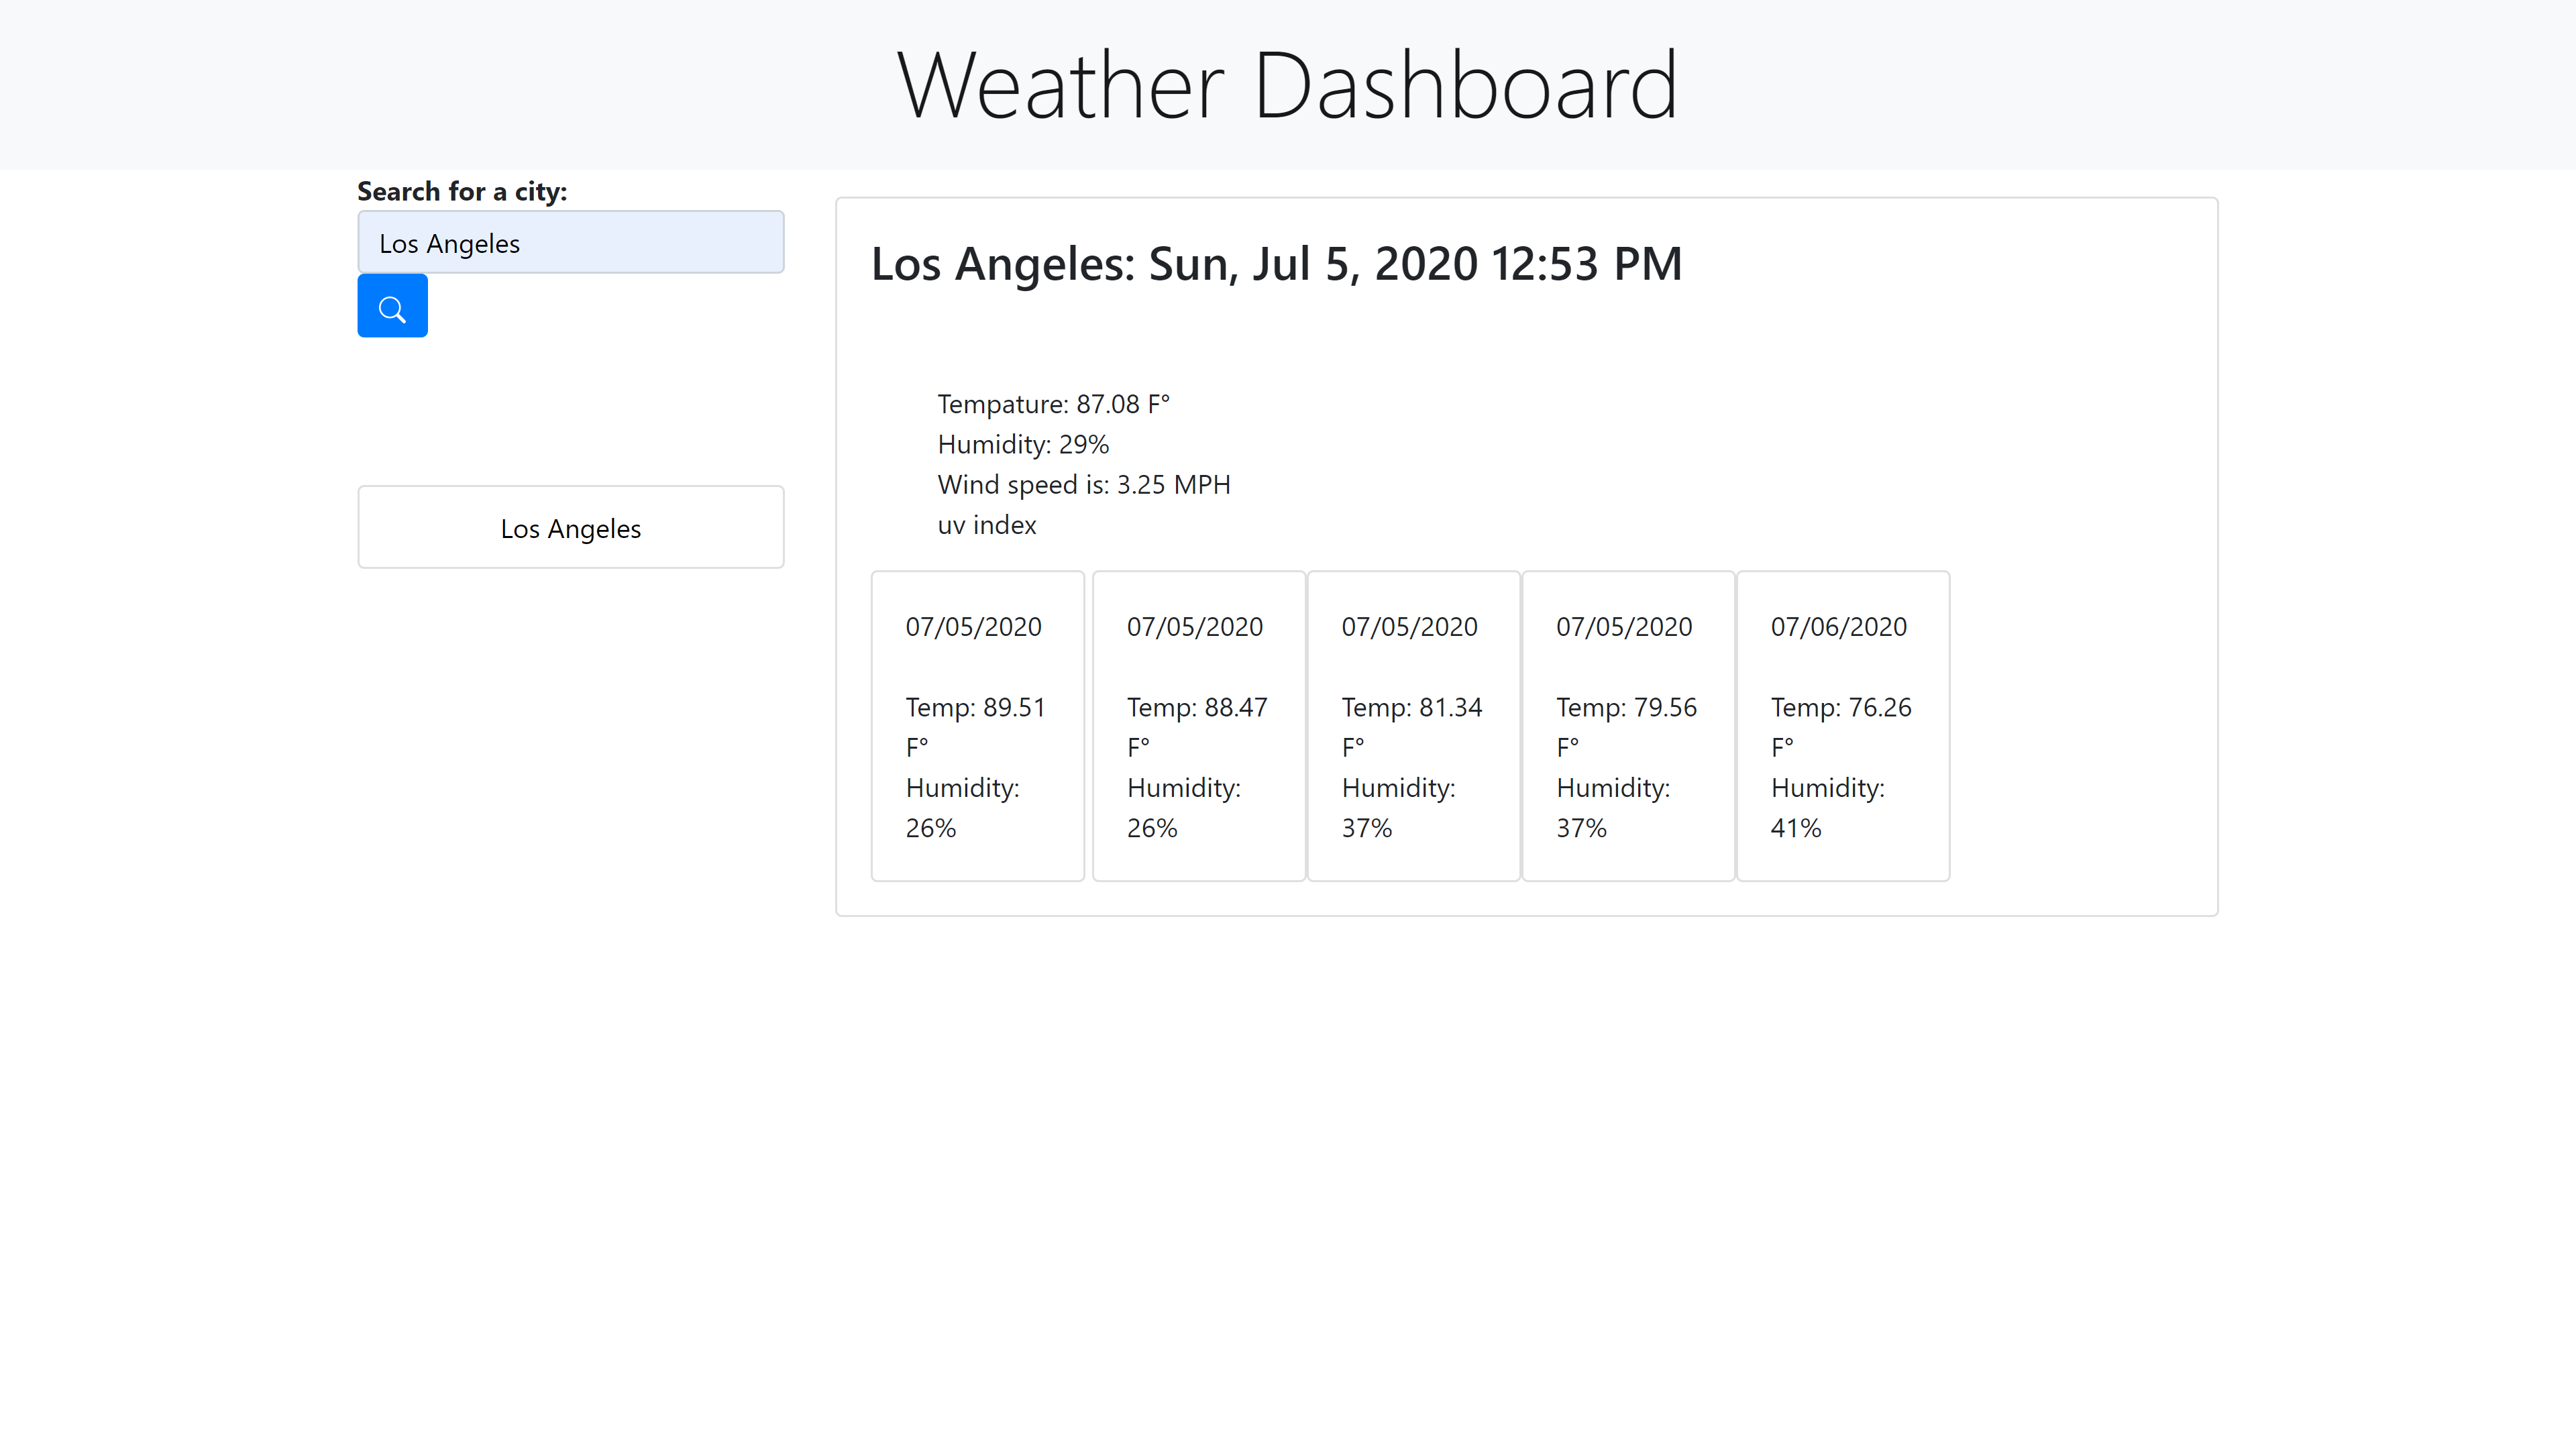 Weather Dashboard
Search for a city:
Los Angeles
Los Angeles
Los Angeles: Sun, Jul 5, 2020 12:53 PM
Tempature: 87.08 F°
Humidity: 29%
Wind speed is: 3.25 MPH
uv index
07/05/2020
Temp: 89.51
F°
Humidity:
26%
07/05/2020
Temp: 88.47
F°
Humidity:
26%
07/05/2020
Temp: 81.34
F°
Humidity:
37%
07/05/2020
Temp: 79.56
F°
Humidity:
37%
07/06/2020
Temp: 76.26
F°
Humidity:
41%